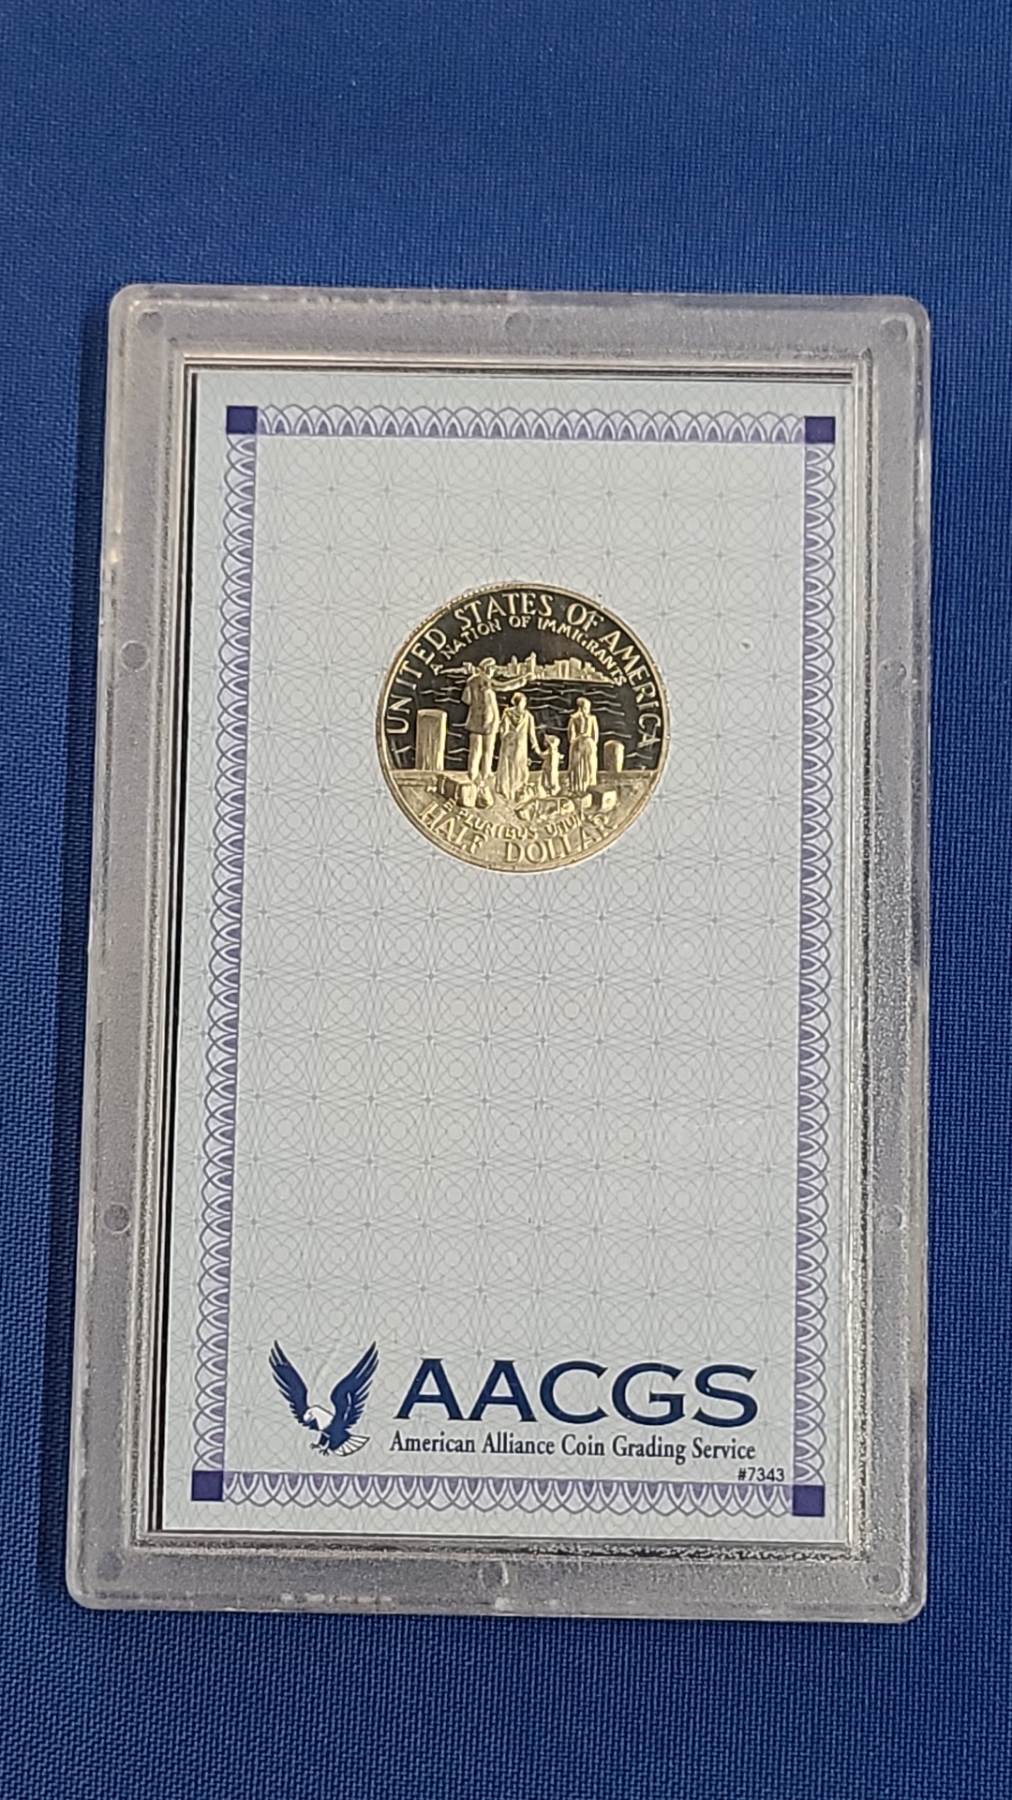 UNITED STATES OF AMERICA
A NATION OF IMMIGRANTS
E PLURIBUS UNUM
HALF DOLLAR
AACGS
American Alliance Coin Grading Service
#7343